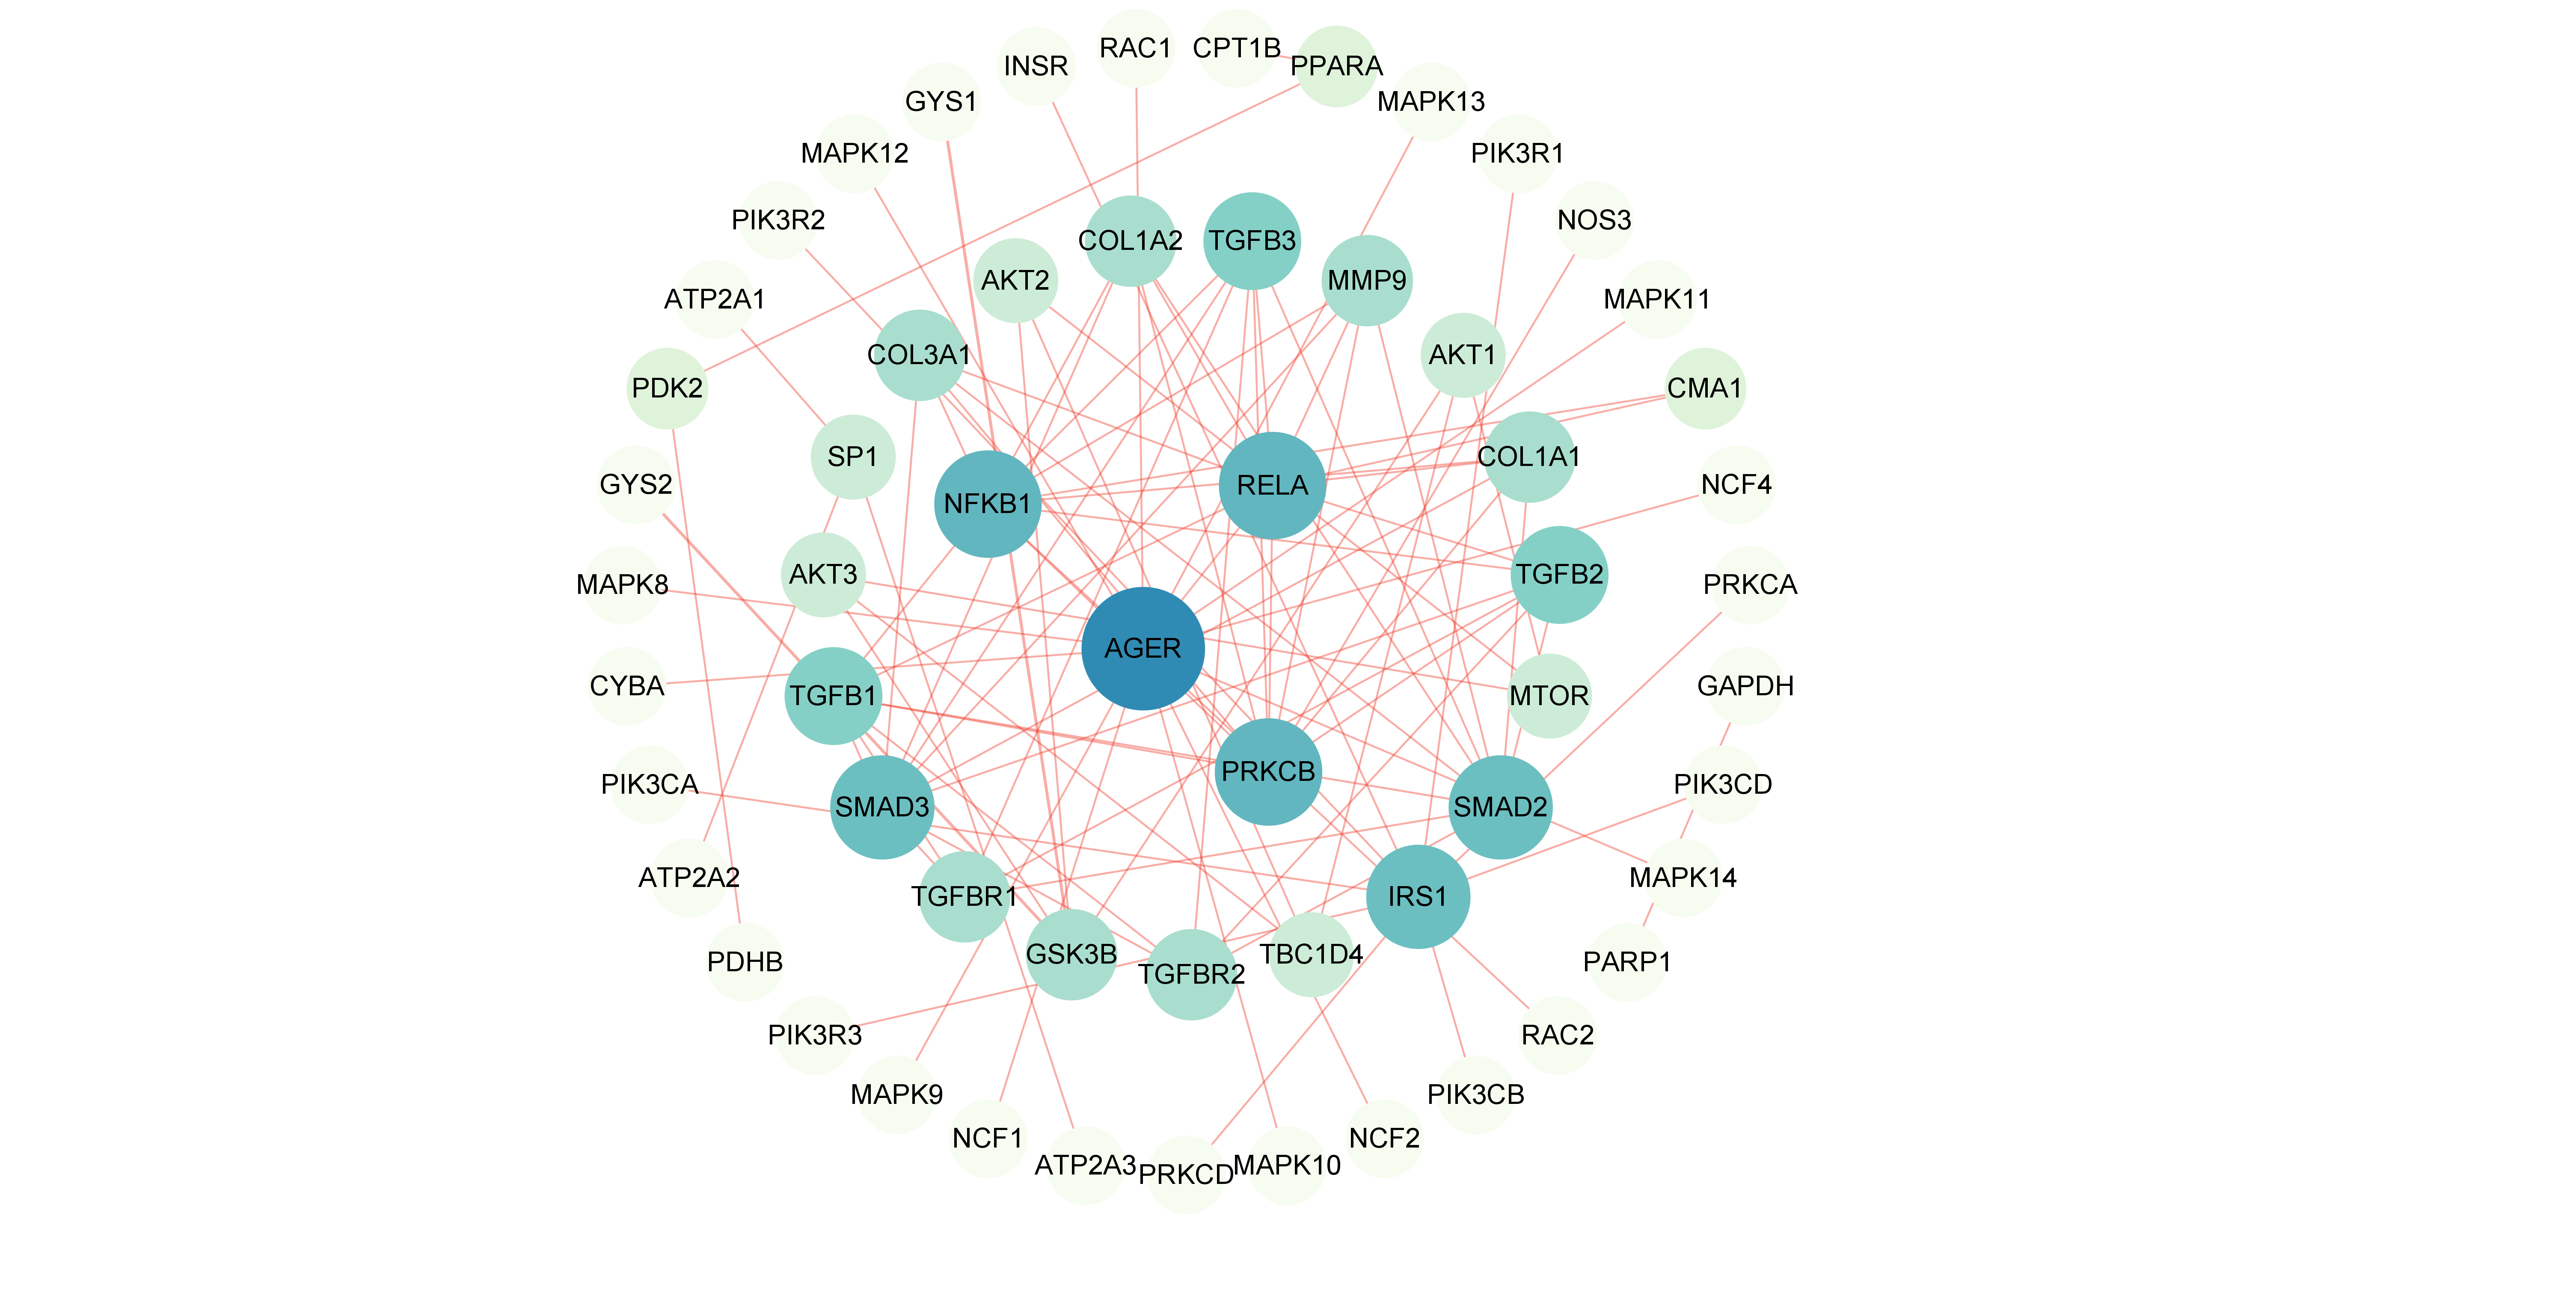 RAC1
CPT1B
INSR
PPARA
GYS1
MAPK13
MAPK12
PIK3R1
PIK3R2
NOS3
COL1A2
TGFB3
AKT2
MMP9
ATP2A1
MAPK11
COL3A1
AKT1
PDK2
CMA1
SP1
COL1A1
GYS2
RELA
NCF4
NFKB1
AKT3
TGFB2
MAPK8
PRKCA
AGER
CYBA
TGFB1
MTOR
GAPDH
PRKCB
PIK3CA
PIK3CD
SMAD3
SMAD2
ATP2A2
MAPK14
TGFBR1
IRS1
GSK3B
TBC1D4
PDHB
TGFBR2
PARP1
PIK3R3
RAC2
MAPK9
PIK3CB
NCF1
NCF2
ATP2A3
PRKCD
MAPK10